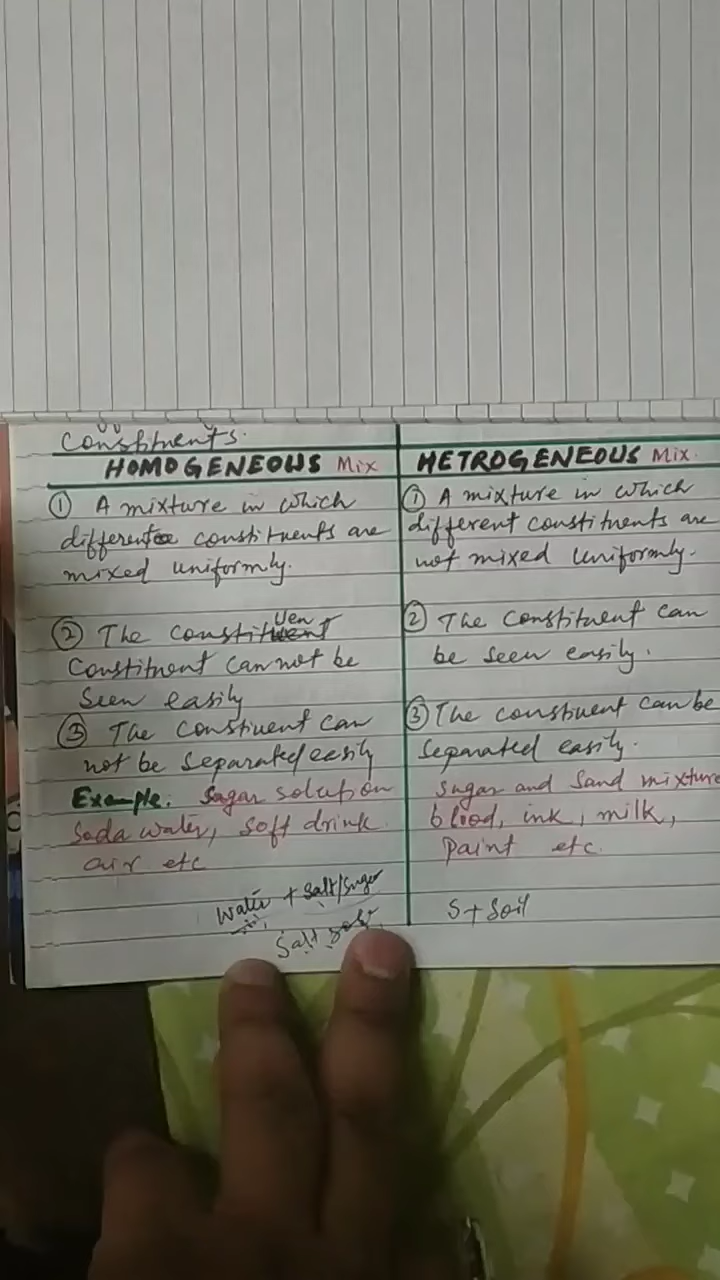 Constituents.
HOMOGENEOUS Mix
① A mixture in which
different constituents are
mixed uniformly.
② The
Constituent can not be
Seen easily
③ The constiuent can
not be separated easily
Example: Sugar solution
Soda water, soft drink
air etc
Water + Salt/Sugar
Salt
HETROGENEOUS Mix.
① A mixture in which
different constituents are
not mixed uniformly.
② The Constituent can
be seen easily.
③ The constiuent can be
Separated easily.
Sugar and Sand mixture
blood, ink, milk,
Paint etc.
S + Soil